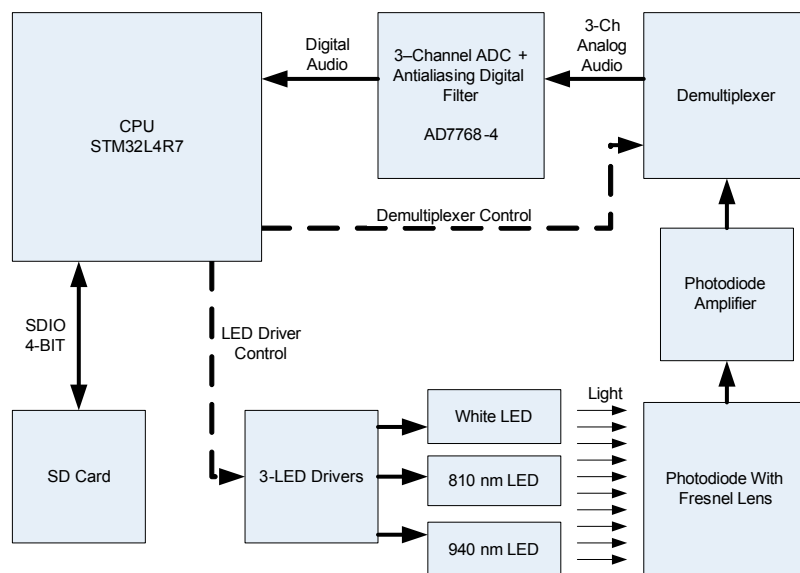 CPU
STM32L4R7
Digital
Audio
3–Channel ADC +
Antialiasing Digital
Filter
AD7768-4
3-Ch
Analog
Audio
Demultiplexer
Demultiplexer Control
Photodiode
Amplifier
SDIO
4-BIT
LED Driver
Control
SD Card
3-LED Drivers
White LED
810 nm LED
940 nm LED
Light
Photodiode With
Fresnel Lens